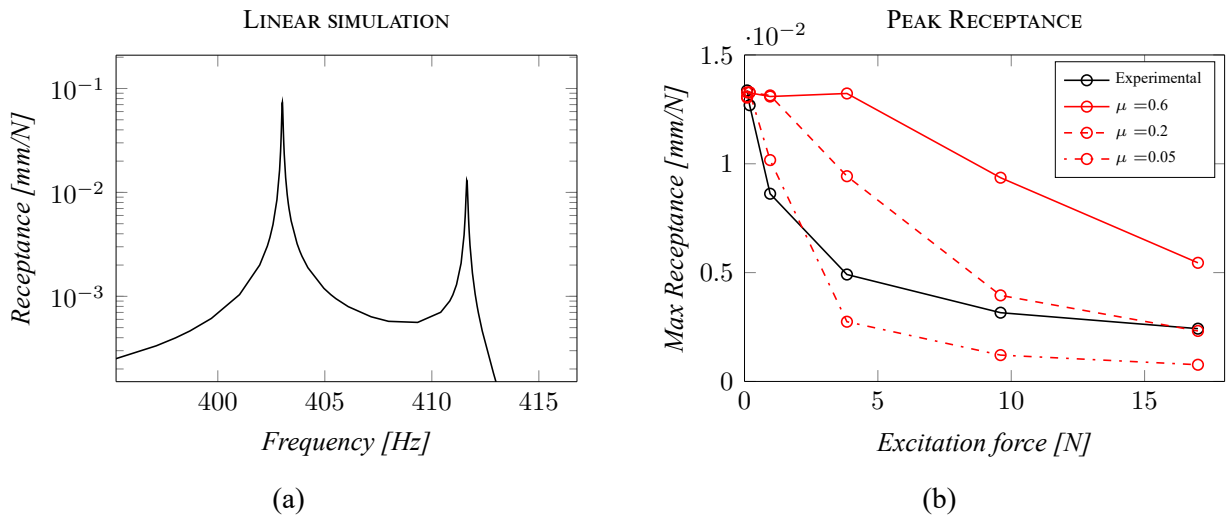 LINEAR SIMULATION
10⁻¹
10⁻²
10⁻³
Receptance [mm/N]
400 405 410 415
Frequency [Hz]
(a)
PEAK RECEPTANCE
·10⁻²
1.5
1
0.5
0
Max Receptance [mm/N]
Experimental
μ =0.6
μ =0.2
μ =0.05
0 5 10 15
Excitation force [N]
(b)